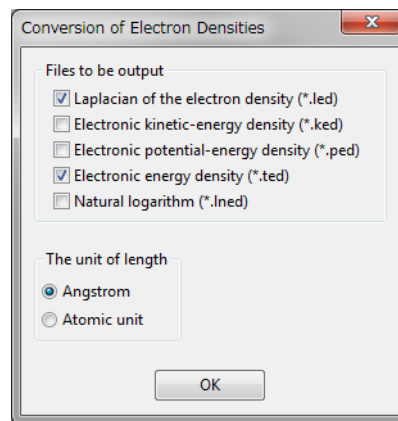 Conversion of Electron Densities
Files to be output
Laplacian of the electron density (*.led)
Electronic kinetic-energy density (*.ked)
Electronic potential-energy density (*.ped)
Electronic energy density (*.ted)
Natural logarithm (*.lned)
The unit of length
Angstrom
Atomic unit
OK